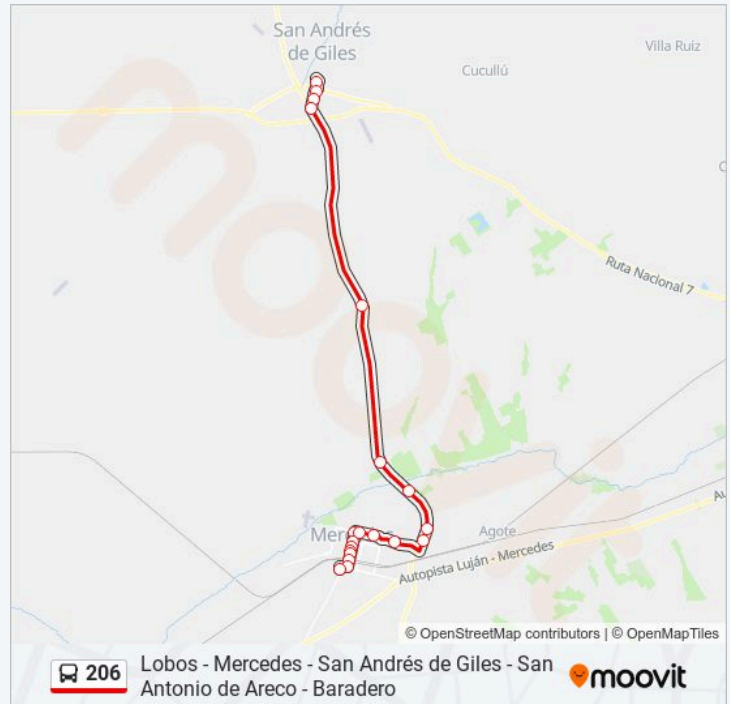 San Andrés
de Giles
Villa Ruiz
Cucullú
Ruta Nacional 7
Agote
Autopista Luján - Mercedes
© OpenStreetMap contributors | © OpenMapTiles
206
Lobos - Mercedes - San Andrés de Giles - San
Antonio de Areco - Baradero
moovit